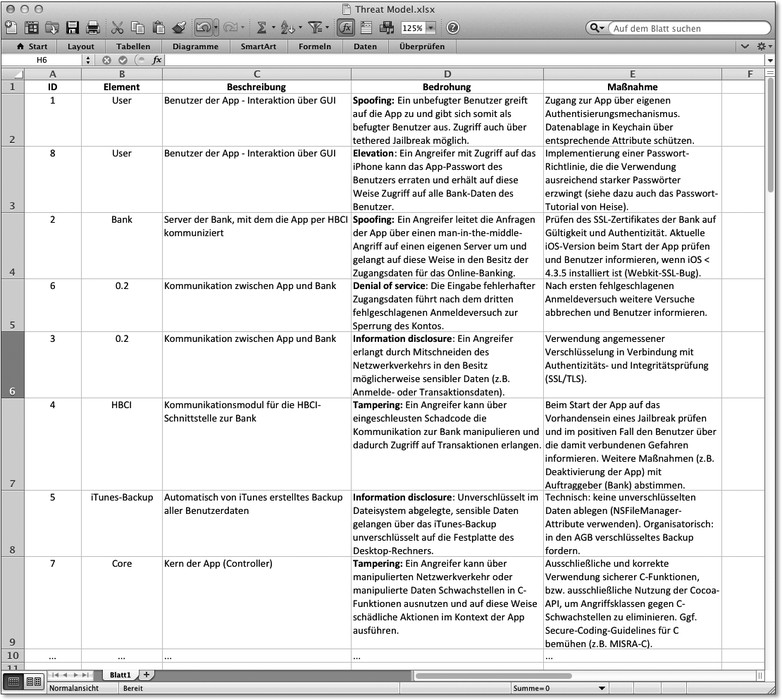 Threat Model.xlsx
125%
Auf dem Blatt suchen
Start Layout Tabellen Diagramme SmartArt Formeln Daten Überprüfen
H6 fx
A B C D E F
1 ID Element Beschreibung Bedrohung Maßnahme
1 User Benutzer der App - Interaktion über GUI Spoofing: Ein unbefugter Benutzer greift Zugang zur App über eigenen
auf die App zu und gibt sich somit als Authentisierungsmechanismus.
befugter Benutzer aus. Zugriff auch über Datenablage in Keychain über
2 tethered Jailbreak möglich. entsprechende Attribute schützen.
8 User Benutzer der App - Interaktion über GUI Elevation: Ein Angreifer mit Zugriff auf das Implementierung einer Passwort-
iPhone kann das App-Passwort des Richtlinie, die die Verwendung
Benutzers erraten und erhält auf diese ausreichend starker Passwörter
Weise Zugriff auf alle Bank-Daten des erzwingt (siehe dazu auch das Passwort-
3 Benutzer. Tutorial von Heise).
2 Bank Server der Bank, mit dem die App per HBCI Spoofing: Ein Angreifer leitet die Anfragen Prüfen des SSL-Zertifikates der Bank auf
kommuniziert der App über einen man-in-the-middle- Gültigkeit und Authentizität. Aktuelle
Angriff auf einen eigenen Server um und iOS-Version beim Start der App prüfen
gelangt auf diese Weise in den Besitz der und Benutzer informieren, wenn iOS <
4 Zugangsdaten für das Online-Banking. 4.3.5 installiert ist (Webkit-SSL-Bug).
6 0.2 Kommunikation zwischen App und Bank Denial of service: Die Eingabe fehlerhafter Nach ersten fehlgeschlagenen
Zugangsdaten führt nach dem dritten Anmeldeversuch weitere Versuche
fehlgeschlagenen Anmeldeversuch zur abbrechen und Benutzer informieren.
5 Sperrung des Kontos.
3 0.2 Kommunikation zwischen App und Bank Information disclosure: Ein Angreifer Verwendung angemessener
erlangt durch Mitschneiden des Verschlüsselung in Verbindung mit
Netzwerkverkehrs in den Besitz Authentizitäts- und Integritätsprüfung
möglicherweise sensibler Daten (z.B. (SSL/TLS).
6 Anmelde- oder Transaktionsdaten).
4 HBCI Kommunikationsmodul für die HBCI- Tampering: Ein Angreifer kann über Beim Start der App auf das
Schnittstelle zur Bank eingeschleusten Schadcode die Vorhandensein eines Jailbreak prüfen
Kommunikation zur Bank manipulieren und und im positiven Fall den Benutzer über
dadurch Zugriff auf Transaktionen erlangen. die damit verbundenen Gefahren
informieren. Weitere Maßnahmen (z.B.
Deaktivierung der App) mit
7 Auftraggeber (Bank) abstimmen.
5 iTunes-Backup Automatisch von iTunes erstelltes Backup Information disclosure: Unverschlüsselt im Technisch: keine unverschlüsselten
aller Benutzerdaten Dateisystem abgelegte, sensible Daten Daten ablegen (NSFileManager-
gelangen über das iTunes-Backup Attribute verwenden). Organisatorisch:
unverschlüsselt auf die Festplatte des in den AGB verschlüsseltes Backup
8 Desktop-Rechners. fordern.
7 Core Kern der App (Controller) Tampering: Ein Angreifer kann über Ausschließliche und korrekte
manipulierten Netzwerkverkehr oder Verwendung sicherer C-Funktionen,
manipulierte Daten Schwachstellen in C- bzw. ausschließliche Nutzung der Cocoa-
Funktionen ausnutzen und auf diese Weise API, um Angriffsklassen gegen C-
schädliche Aktionen im Kontext der App Schwachstellen zu eliminieren. Ggf.
ausführen. Secure-Coding-Guidelines für C
9 bemühen (z.B. MISRA-C).
10 ... ... ... ...
11
Blatt1
Normalansicht Bereit Summe=0